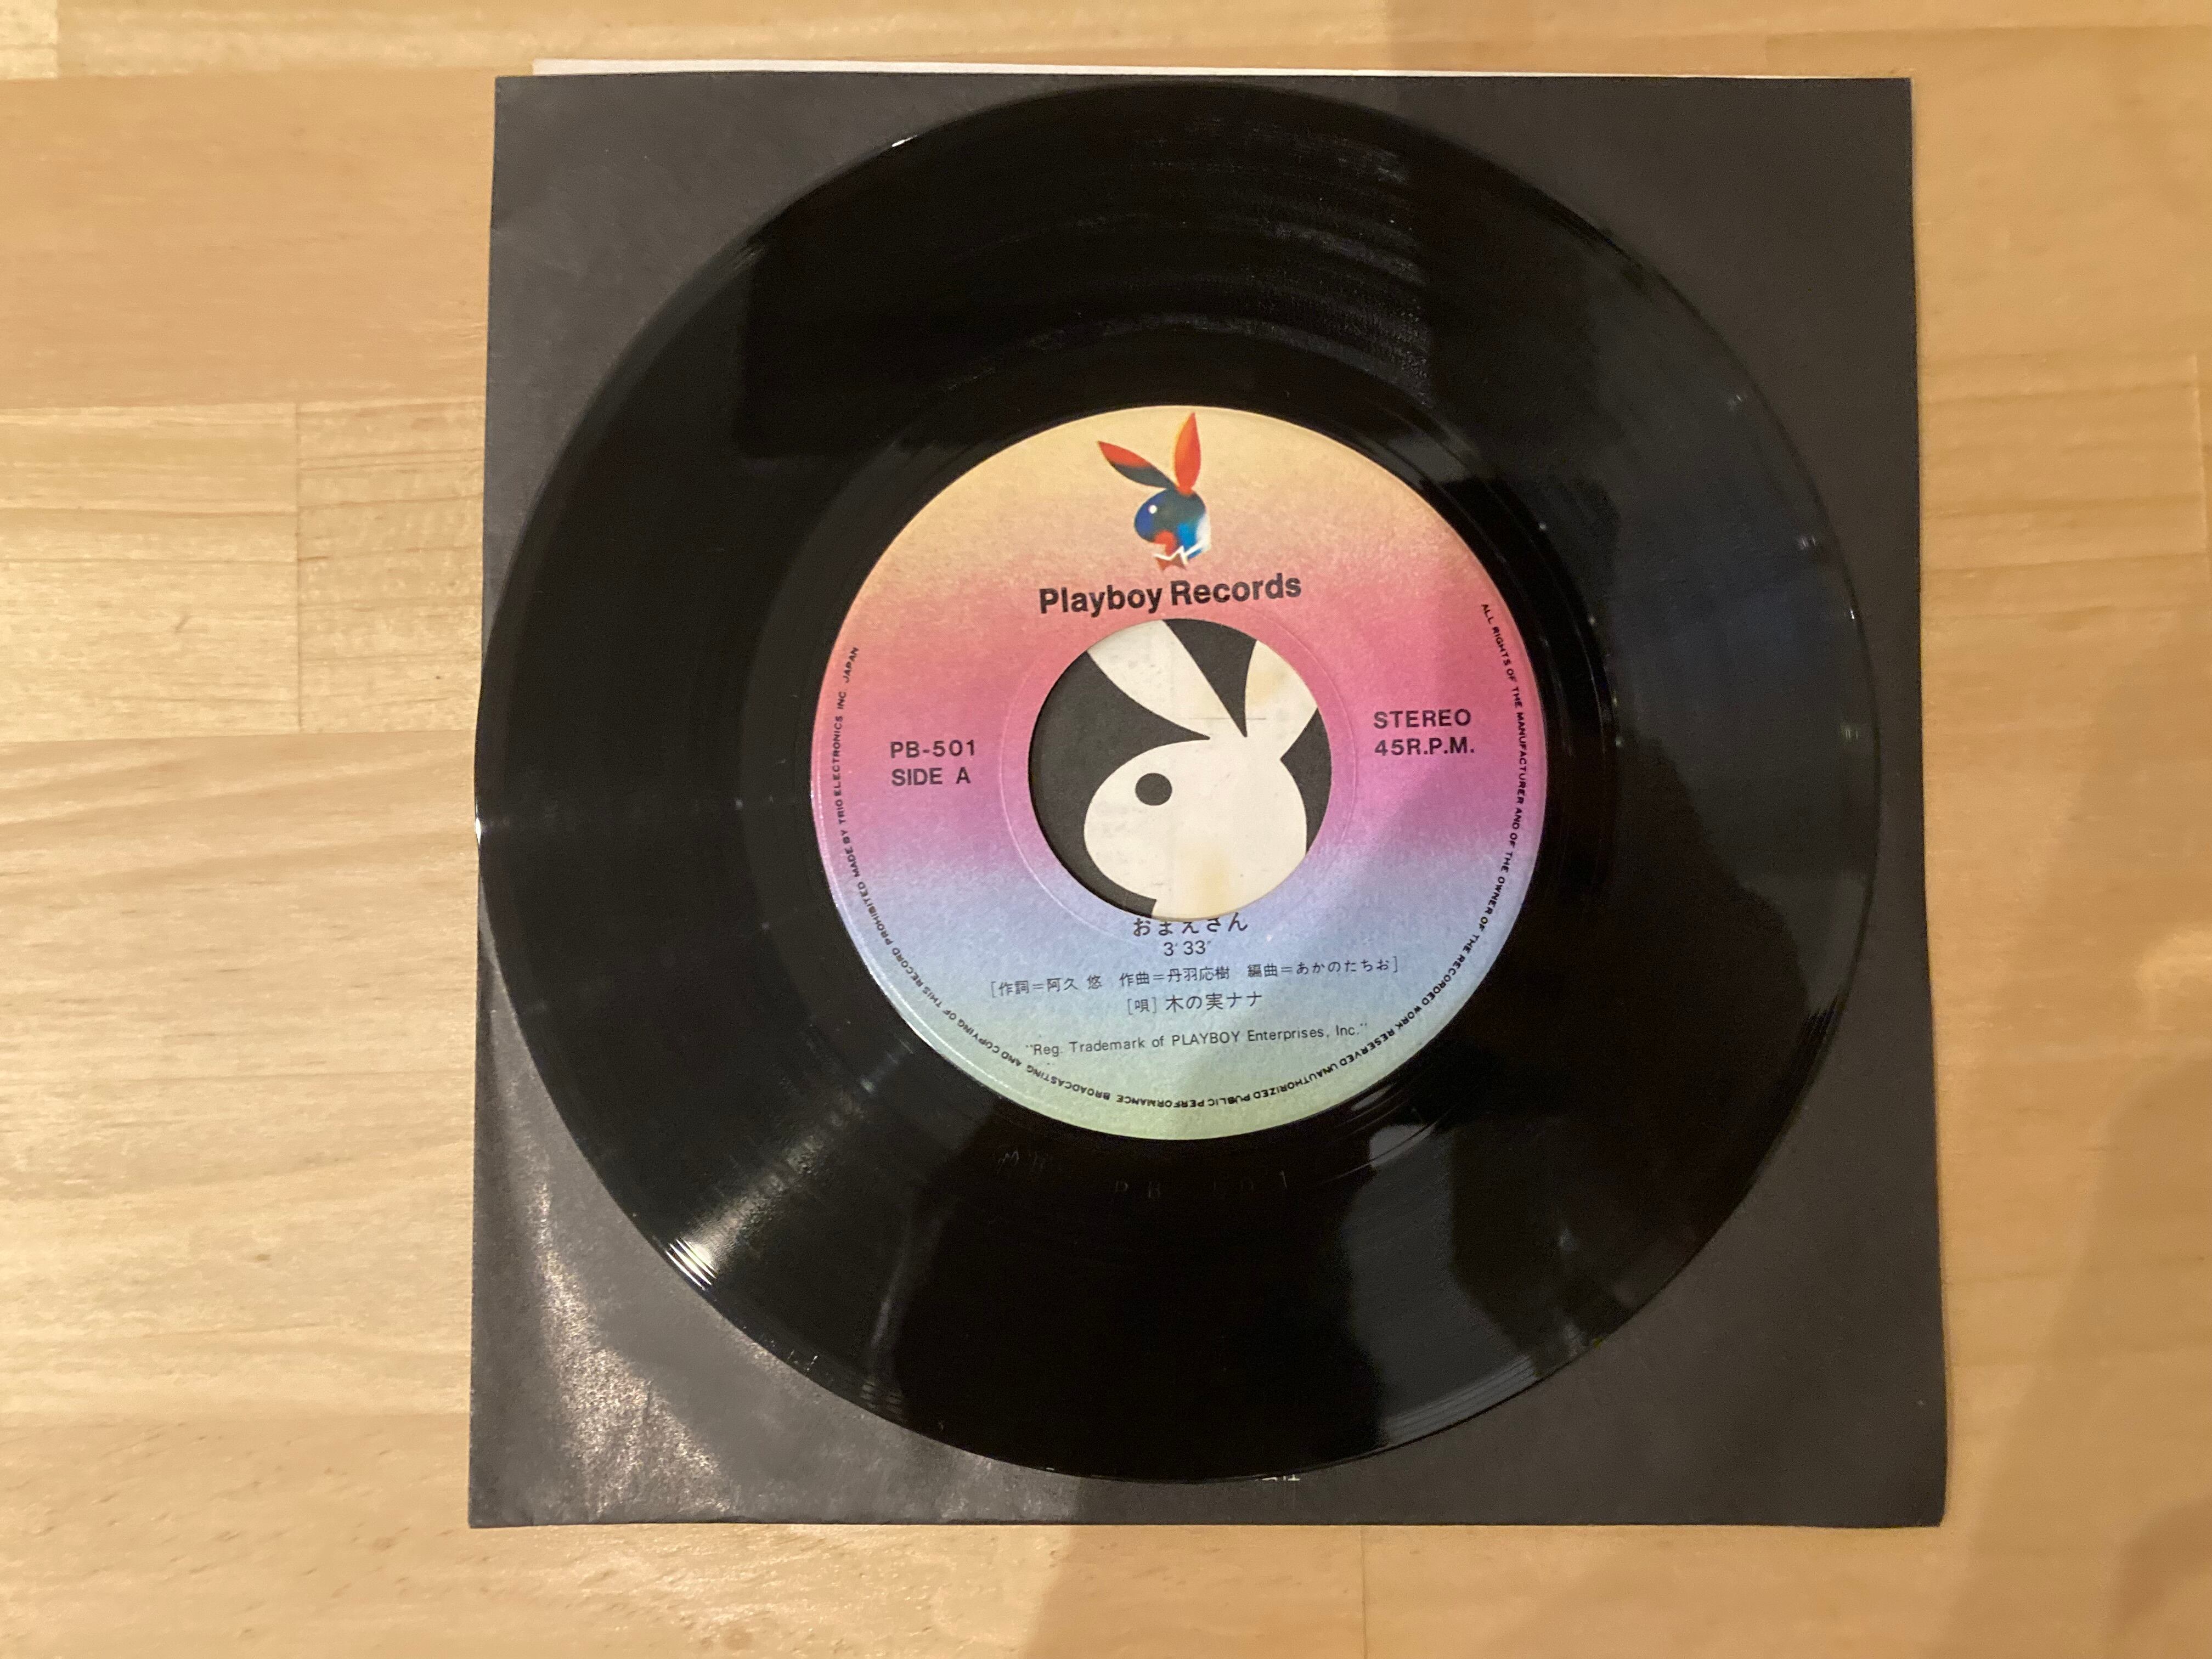 Playboy Records
PB-501
SIDE A
STEREO
45R.P.M.
おまえさん
3′33″
[作詞=阿久 悠 作曲=丹羽応樹 編曲=あかのたちお]
[唄] 木の実ナナ
"Reg. Trademark of PLAYBOY Enterprises, Inc."
ALL RIGHTS OF THE MANUFACTURER AND OF THE OWNER OF THE RECORDED WORK RESERVED UNAUTHORIZED PUBLIC PERFORMANCE BROADCASTING AND COPYING OF THIS RECORD PROHIBITED MADE BY TRIO ELECTRONICS INC. JAPAN